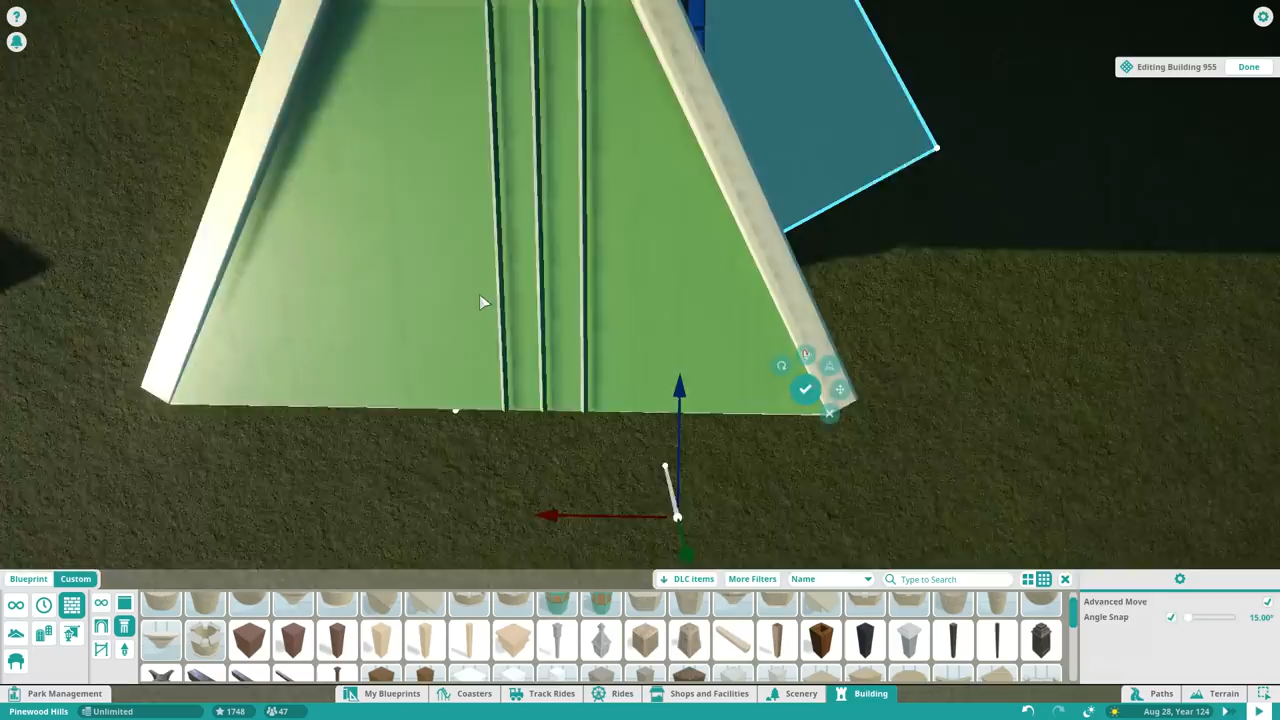 ?
Editing Building 955 Done
Blueprint Custom
DLC items More Filters Name Type to Search
Advanced Move
Angle Snap 15.00°
Park Management My Blueprints Coasters Track Rides Rides Shops and Facilities Scenery Building Paths Terrain
Pinewood Hills Unlimited 1748 47 Aug 28, Year 124